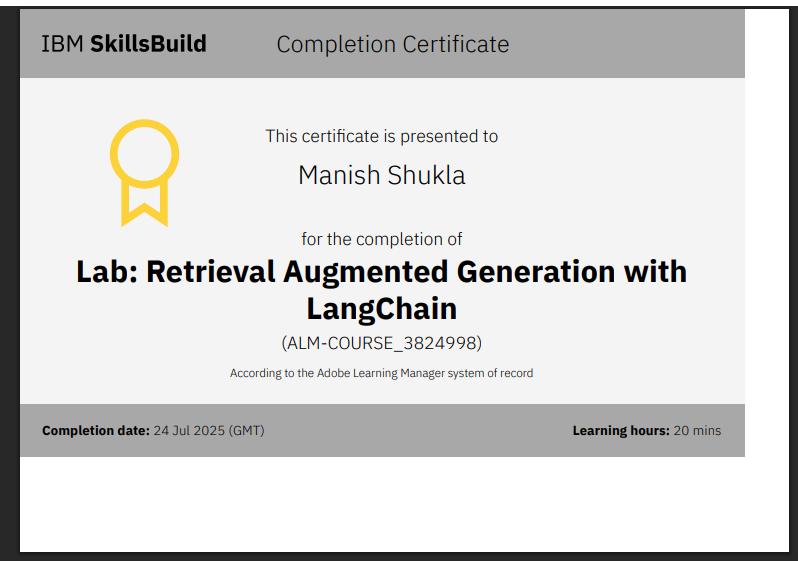 IBM SkillsBuild
Completion Certificate
This certificate is presented to
Manish Shukla
for the completion of
Lab: Retrieval Augmented Generation with
LangChain
(ALM-COURSE_3824998)
According to the Adobe Learning Manager system of record
Completion date: 24 Jul 2025 (GMT)
Learning hours: 20 mins